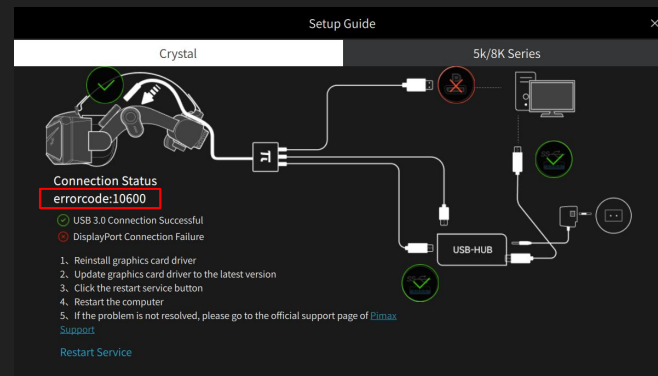 Setup Guide
Crystal
5k/8K Series
Connection Status
errorcode:10600
USB 3.0 Connection Successful
DisplayPort Connection Failure
1、Reinstall graphics card driver
2、Update graphics card driver to the latest version
3、Click the restart service button
4、Restart the computer
5、If the problem is not resolved, please go to the official support page of Pimax
Support
Restart Service
USB-HUB